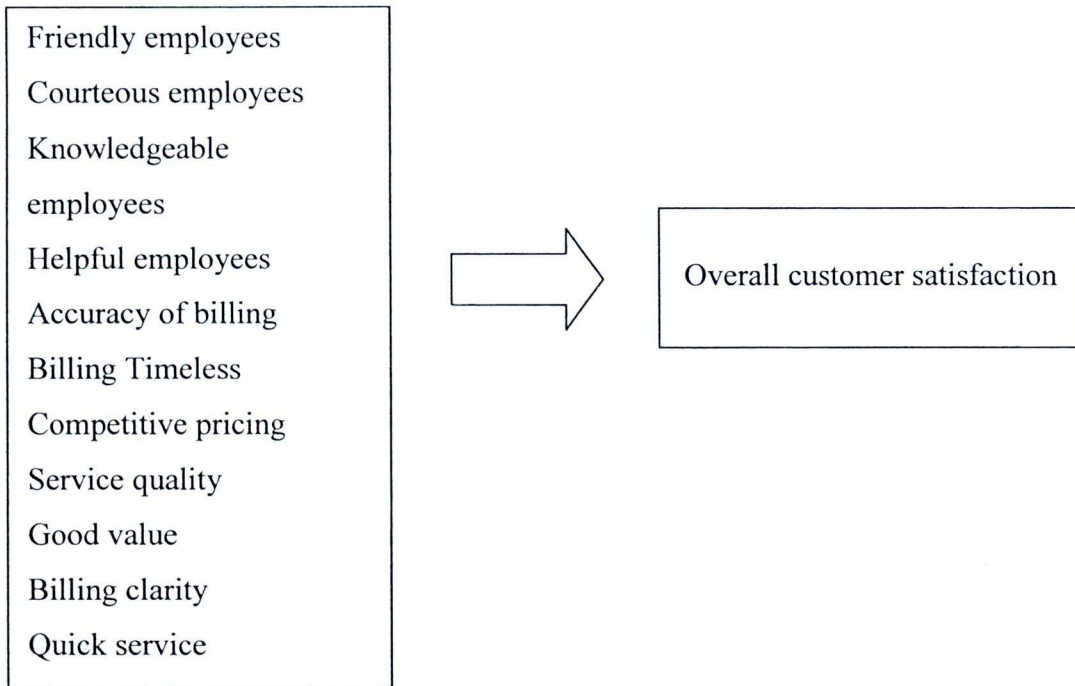 Friendly employees
Courteous employees
Knowledgeable
employees
Helpful employees
Accuracy of billing
Billing Timeless
Competitive pricing
Service quality
Good value
Billing clarity
Quick service
Overall customer satisfaction